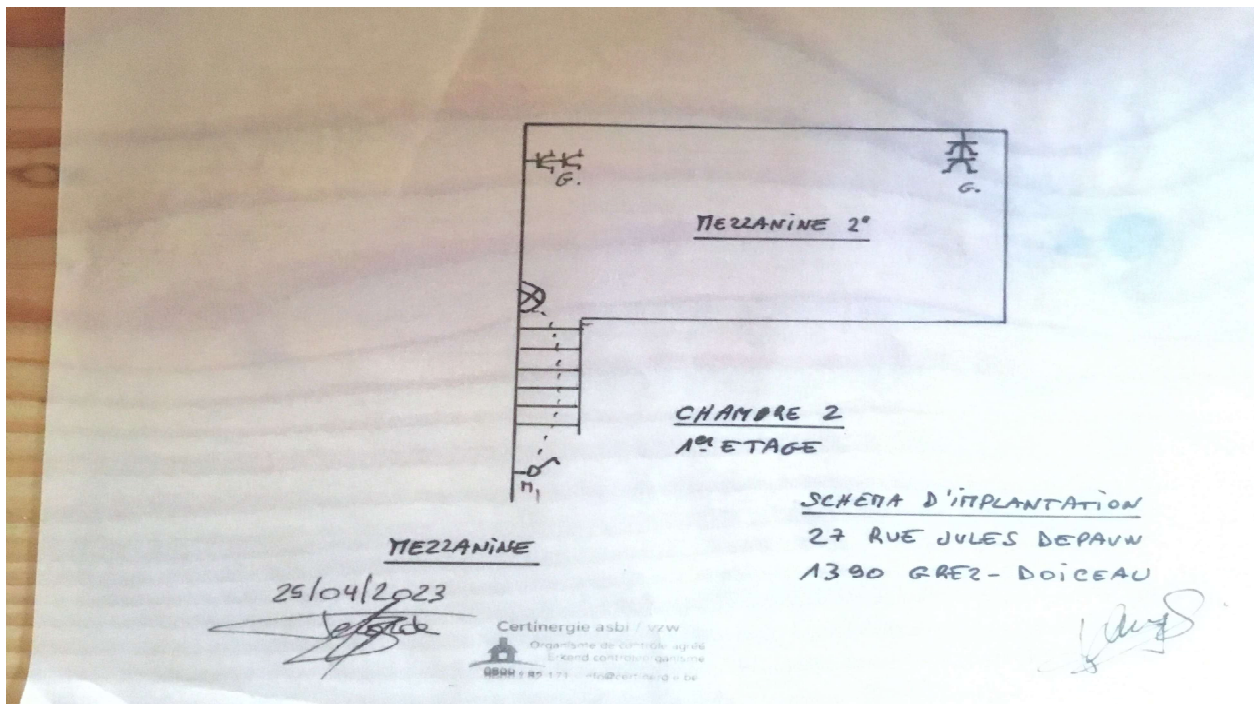 G.
G.
MEZZANINE 2°
CHAMBRE 2
1er ETAGE
M1
SCHEMA D'IMPLANTATION
27 RUE JULES DEPAUW
1390 GREZ-DOICEAU
MEZZANINE
25/04/2023
Certinergie asbi / vzw
Organisme de contrôle agréé
Erkend controleorganisme